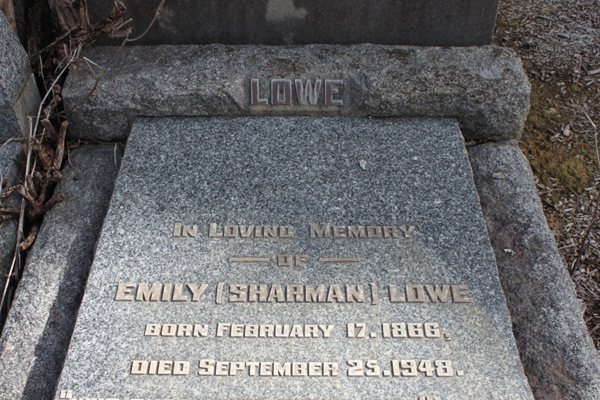 LOWE
IN LOVING MEMORY
— OF —
EMILY (SHARMAN) LOWE
BORN FEBRUARY 17. 1866.
DIED SEPTEMBER 25. 1948.